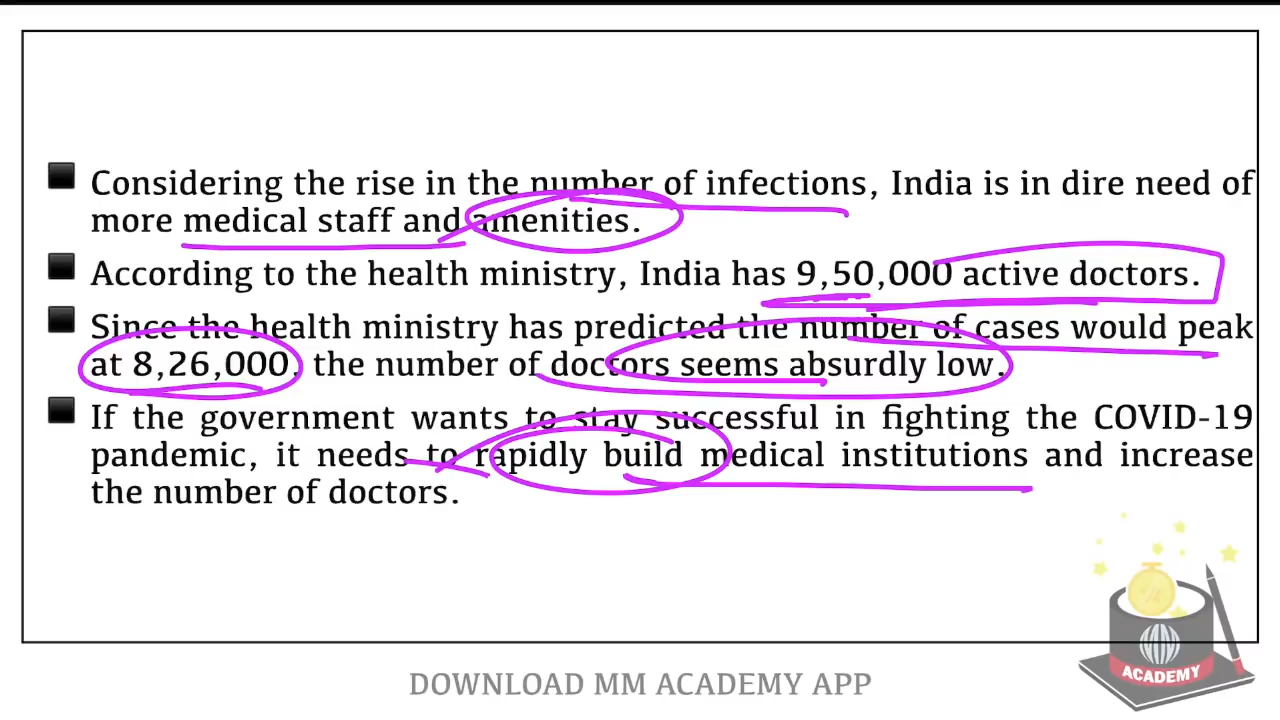 Considering the rise in the number of infections, India is in dire need of
more medical staff and amenities.
According to the health ministry, India has 9,50,000 active doctors.
Since the health ministry has predicted the number of cases would peak
at 8,26,000, the number of doctors seems absurdly low.
If the government wants to stay successful in fighting the COVID-19
pandemic, it needs to rapidly build medical institutions and increase
the number of doctors.
ACADEMY
DOWNLOAD MM ACADEMY APP